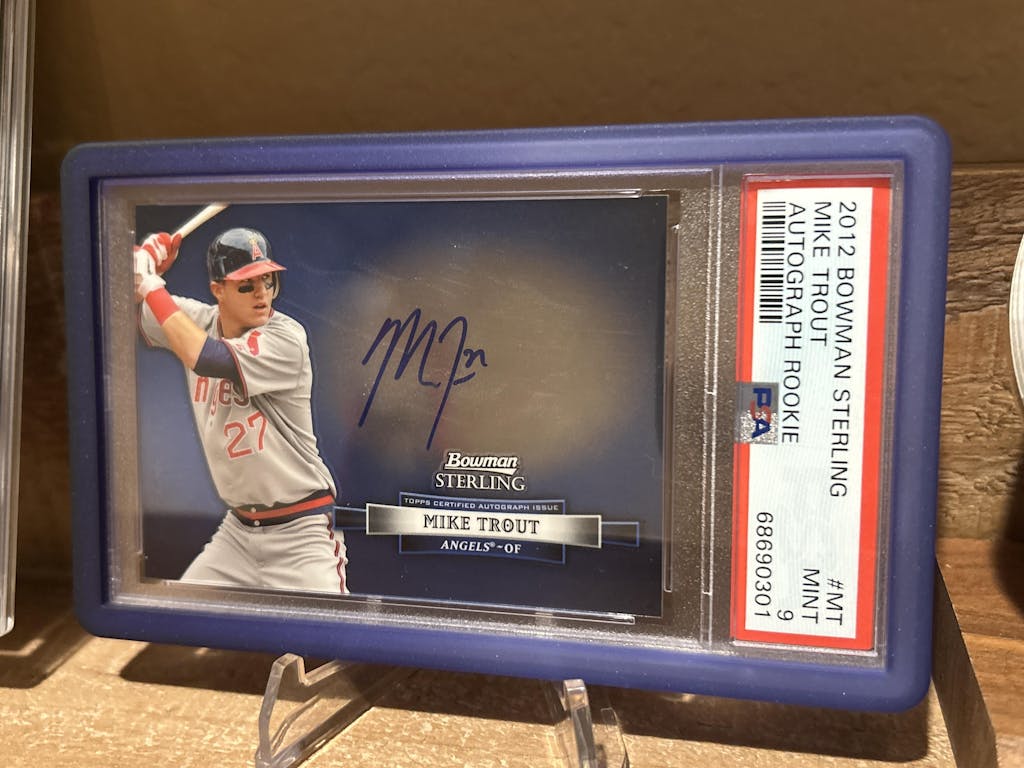 A
nge
27
Bowman
STERLING
TOPPS CERTIFIED AUTOGRAPH ISSUE
MIKE TROUT
ANGELS®-OF
2012 BOWMAN STERLING #MT
MIKE TROUT MINT
AUTOGRAPH ROOKIE 9
68690301
PSA